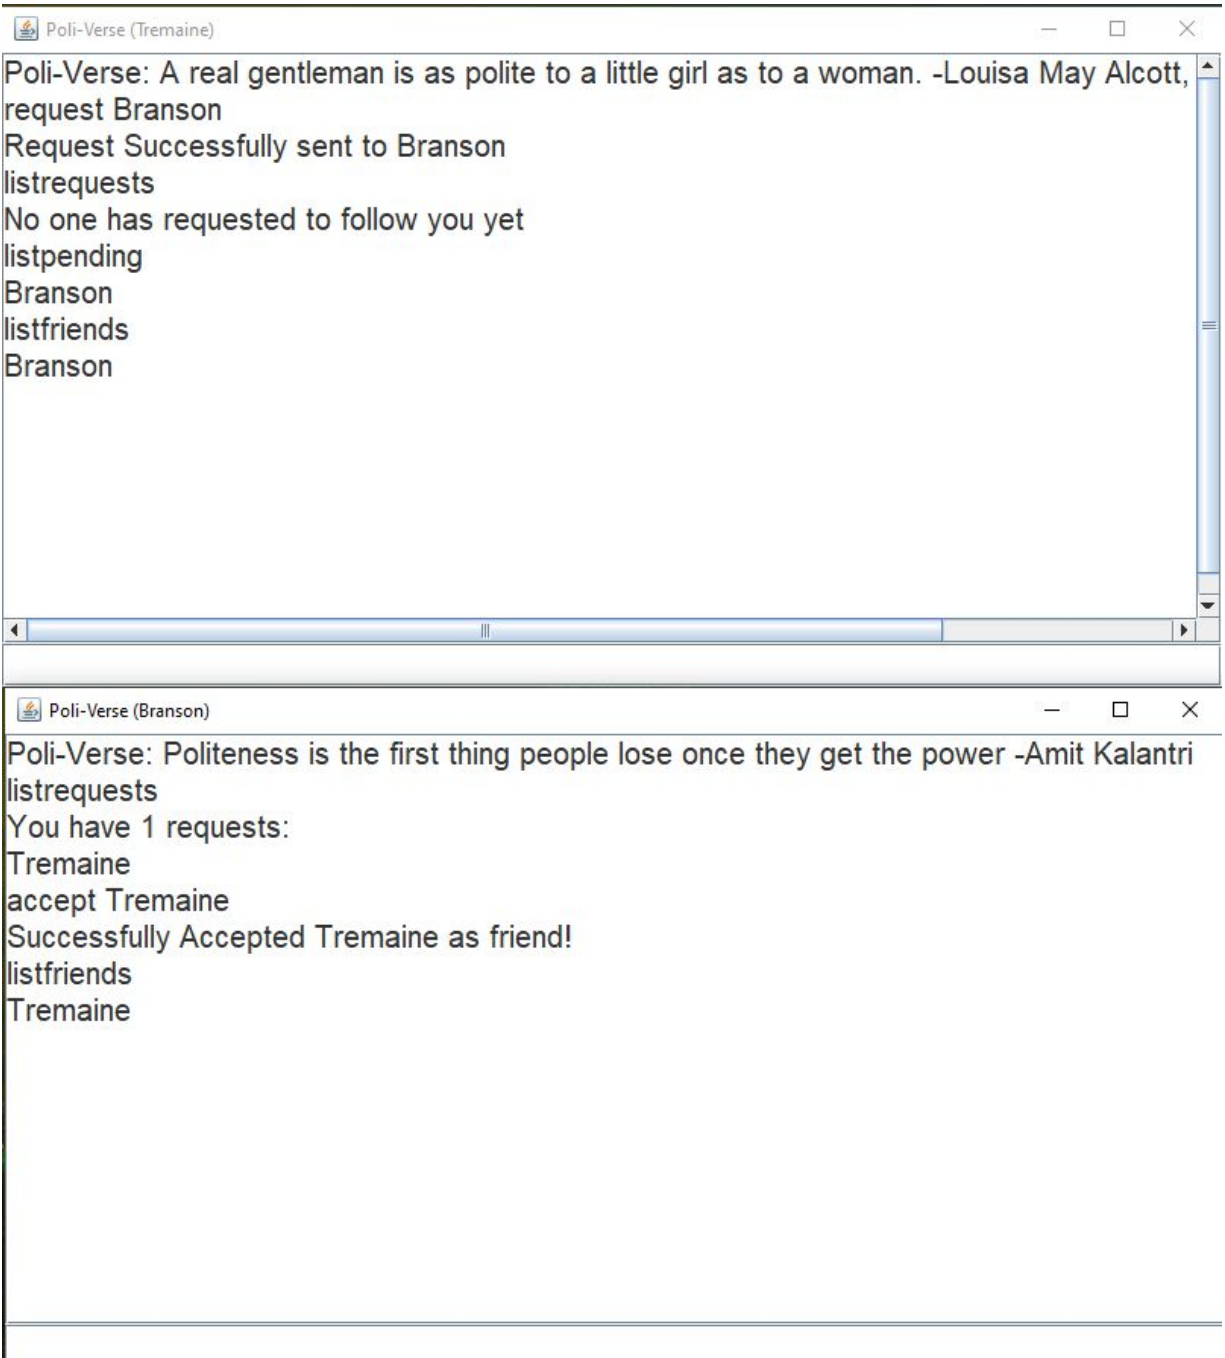 Poli-Verse (Tremaine)
Poli-Verse: A real gentleman is as polite to a little girl as to a woman. -Louisa May Alcott,
request Branson
Request Successfully sent to Branson
listrequests
No one has requested to follow you yet
listpending
Branson
listfriends
Branson
Poli-Verse (Branson)
Poli-Verse: Politeness is the first thing people lose once they get the power -Amit Kalantri
listrequests
You have 1 requests:
Tremaine
accept Tremaine
Successfully Accepted Tremaine as friend!
listfriends
Tremaine